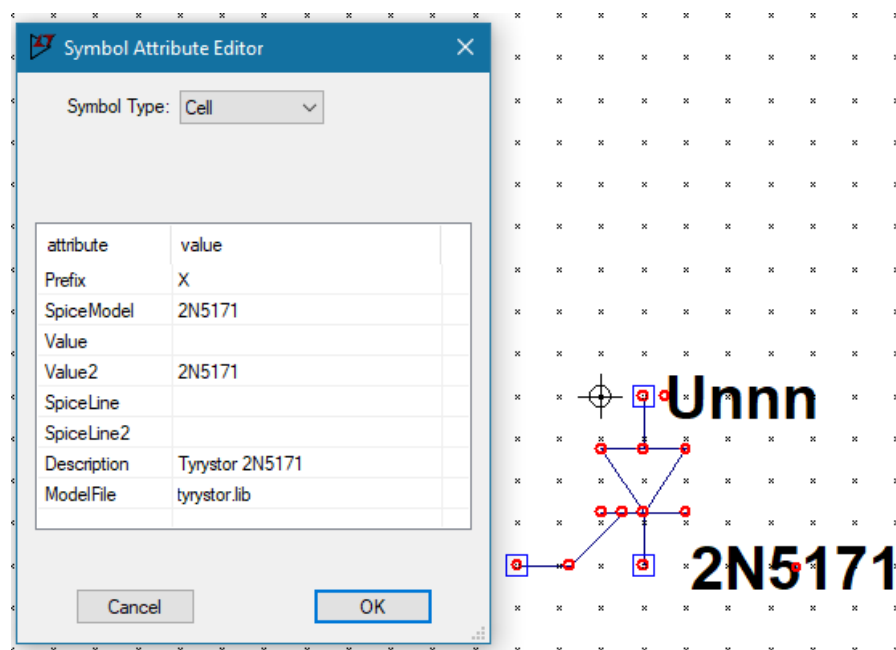 Symbol Attribute Editor
Symbol Type: Cell
attribute value
Prefix X
SpiceModel 2N5171
Value
Value2 2N5171
SpiceLine
SpiceLine2
Description Tyrystor 2N5171
ModelFile tyrystor.lib
Cancel OK
Unnn
2N5171